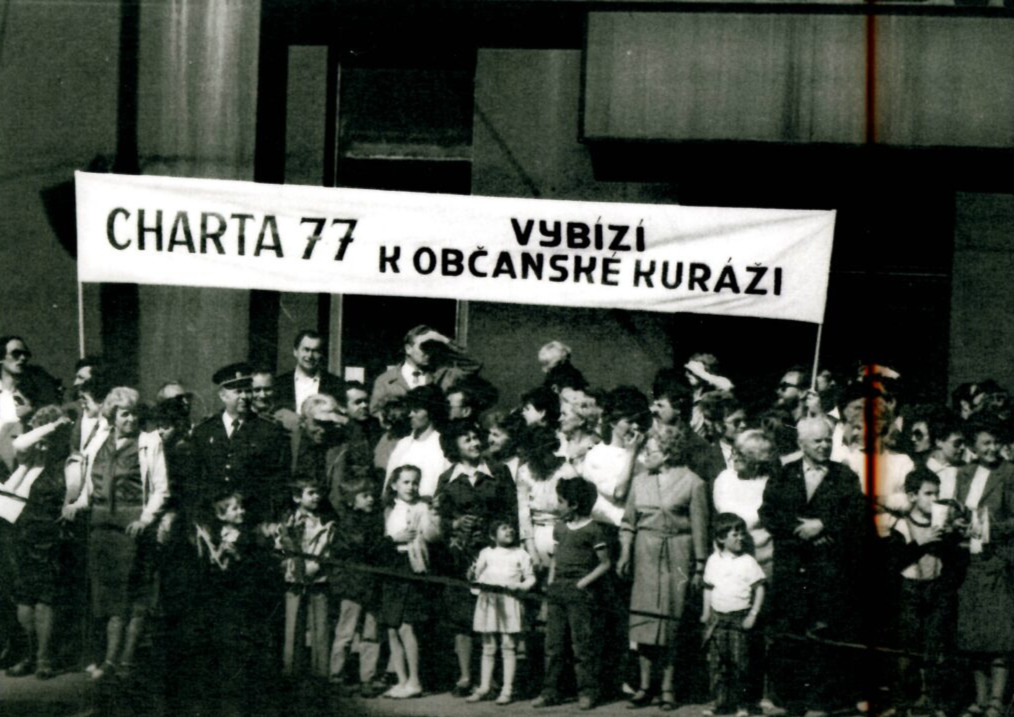 CHARTA 77
VYBÍZÍ
K OBČANSKÉ KURÁŽI